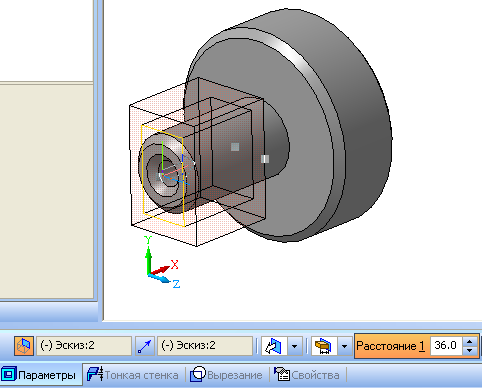 Y
X
Z
(-) Эскиз:2 (-) Эскиз:2 Расстояние 1 36.0
Параметры Тонкая стенка Вырезание Свойства